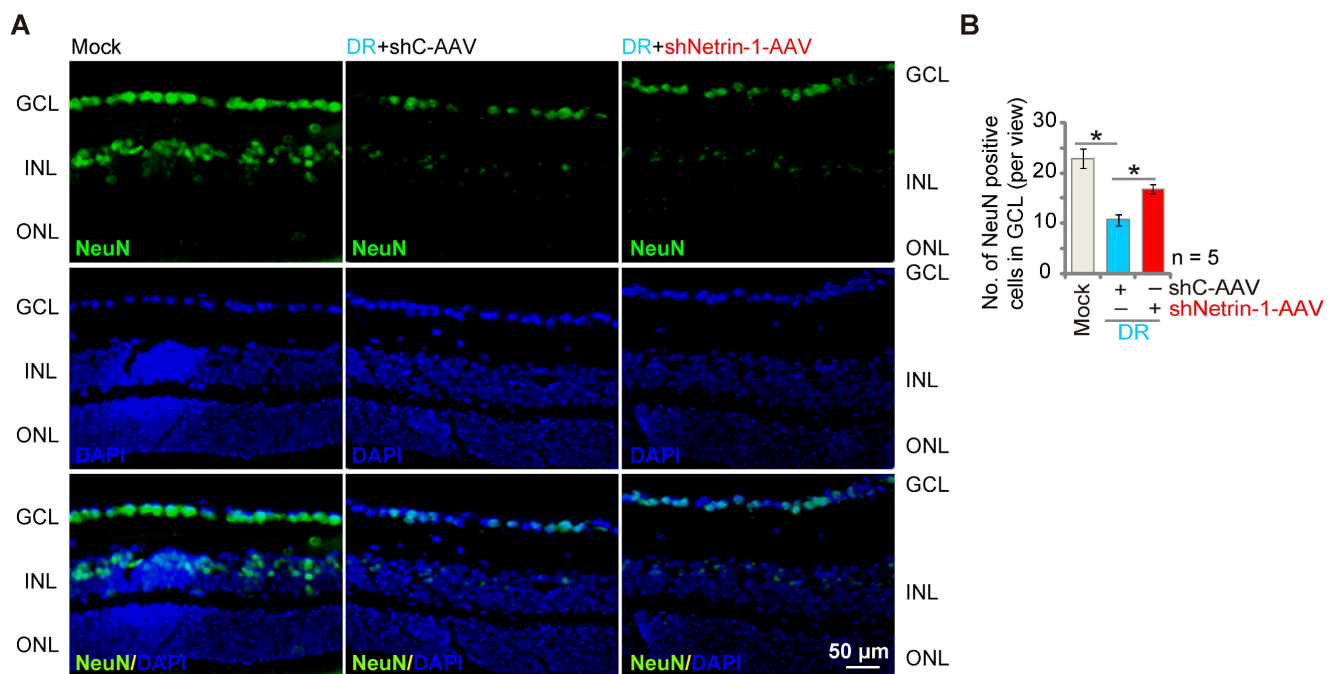 A
Mock
DR+shC-AAV
DR+shNetrin-1-AAV
GCL
INL
ONL
NeuN
NeuN
NeuN
GCL
INL
ONL
GCL
INL
ONL
DAPI
DAPI
DAPI
GCL
INL
ONL
GCL
INL
ONL
NeuN/DAPI
NeuN/DAPI
NeuN/DAPI
50 µm
GCL
INL
ONL
B
No. of NeuN positive
cells in GCL (per view)
30
20
10
0
*
*
n = 5
Mock
+ − shC-AAV
− + shNetrin-1-AAV
DR